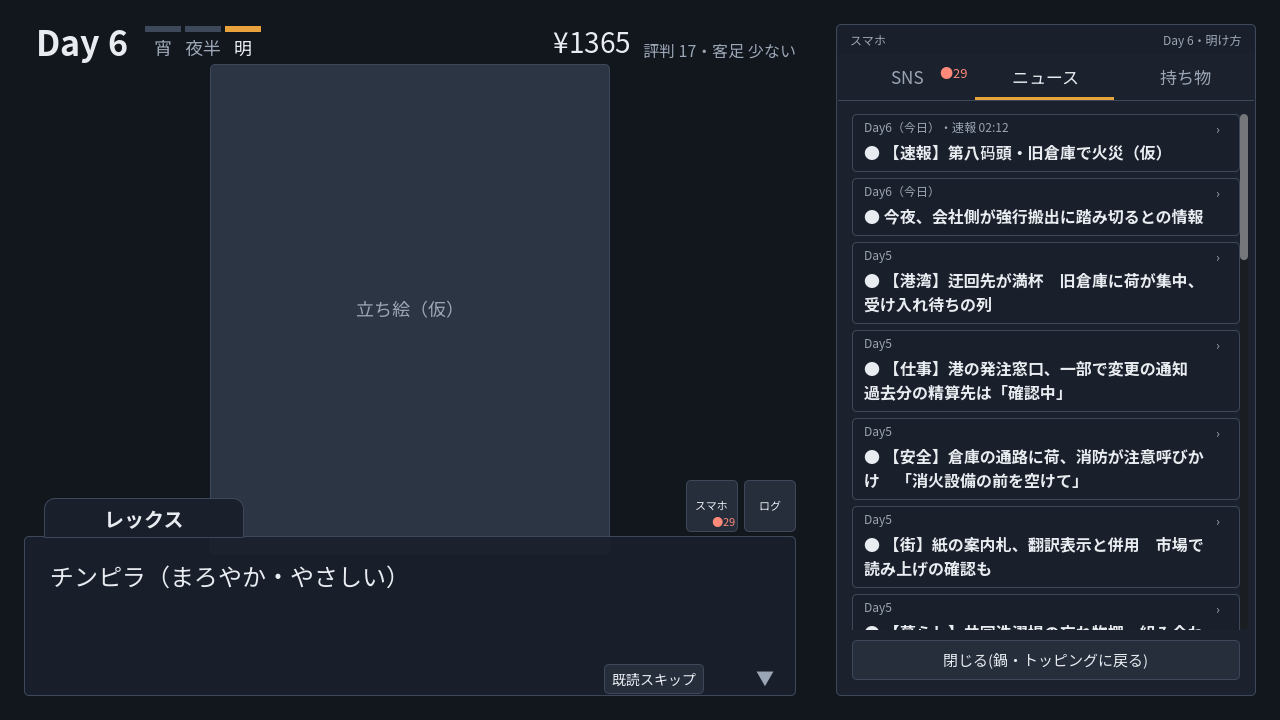 Day 6
宵 夜半 明
¥1365
評判 17・客足 少ない
立ち絵（仮）
スマホ
29
ログ
レックス
チンピラ（まろやか・やさしい）
既読スキップ
▼
スマホ
Day 6・明け方
SNS
29
ニュース
持ち物
Day6（今日）・速報 02:12
›
● 【速報】第八码頭・旧倉庫で火災（仮）
Day6（今日）
›
● 今夜、会社側が強行搬出に踏み切るとの情報
Day5
›
● 【港湾】迂回先が満杯　旧倉庫に荷が集中、
受け入れ待ちの列
Day5
›
● 【仕事】港の発注窓口、一部で変更の通知
過去分の精算先は「確認中」
Day5
›
● 【安全】倉庫の通路に荷、消防が注意呼びか
け　「消火設備の前を空けて」
Day5
›
● 【街】紙の案内札、翻訳表示と併用　市場で
読み上げの確認も
Day5
›
閉じる(鍋・トッピングに戻る)